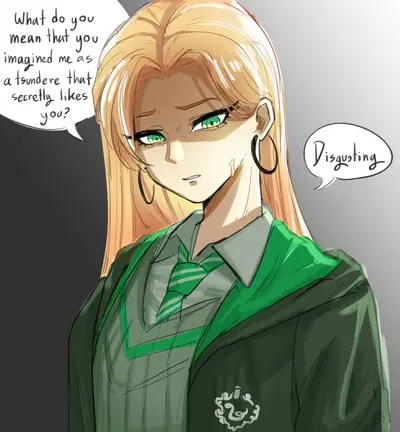 What do you
mean that you
imagined me as
a tsundere that
secretly likes
you?
Disgusting